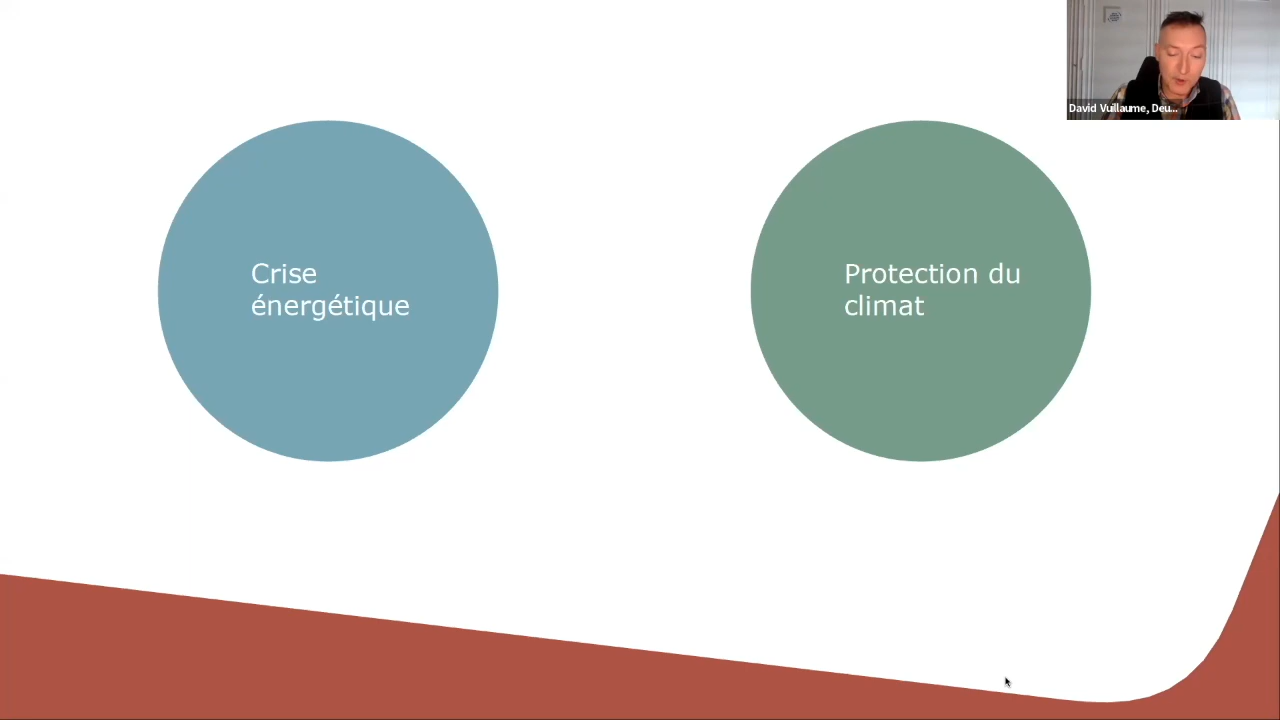 David Vuillaume, Deu...
Crise
énergétique
Protection du
climat